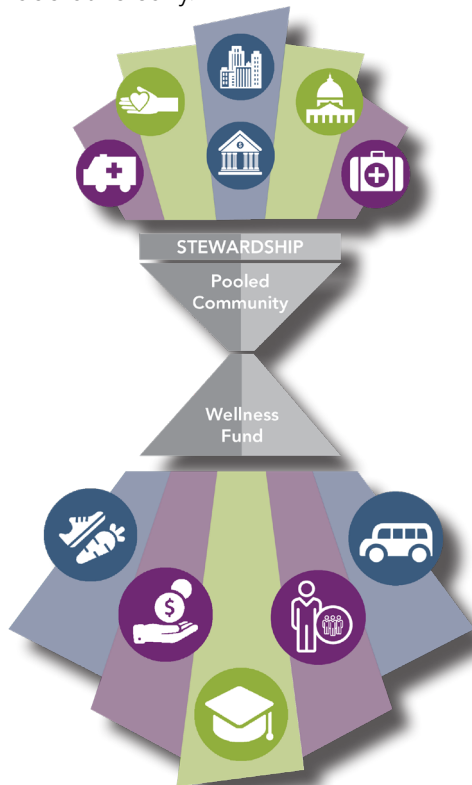 STEWARDSHIP
Pooled
Community
Wellness
Fund
$
$